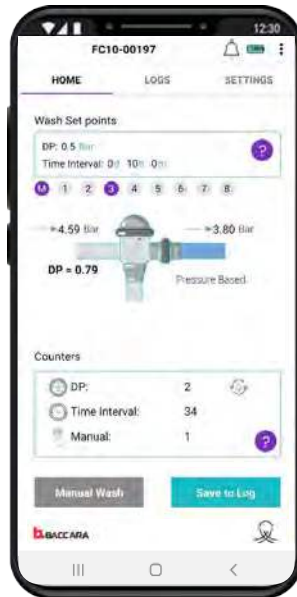 12:30
FC10-00197
HOME LOGS SETTINGS
Wash Set points
DP: 0.5 Bar
Time Interval: 0d 10h 0m
?
M 1 2 3 4 5 6 7 8
4.59 Bar 3.80 Bar
DP = 0.79
Pressure Based
Counters
DP: 2
Time Interval: 34
Manual: 1
?
Manual Wash Save to Log
BACCARA